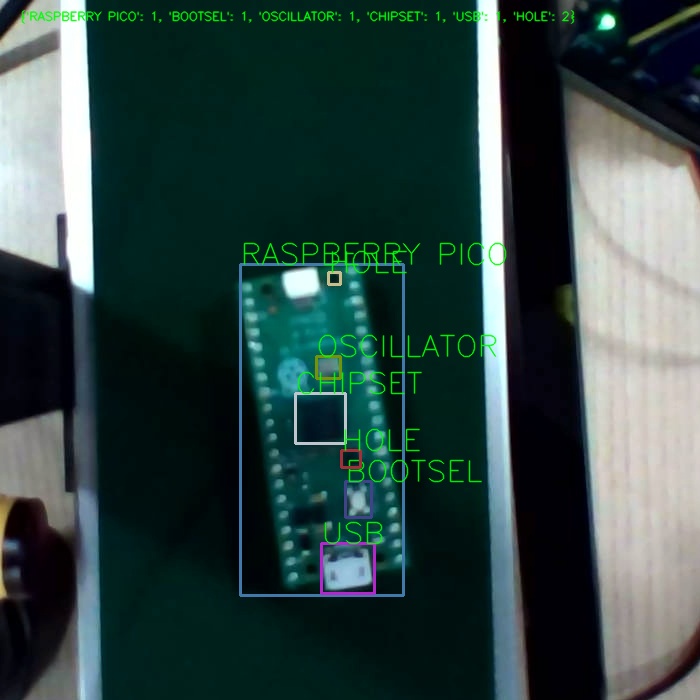 {'RASPBERRY PICO': 1, 'BOOTSEL': 1, 'OSCILLATOR': 1, 'CHIPSET': 1, 'USB': 1, 'HOLE': 2}
RASPBERRY PICO
HOLE
OSCILLATOR
CHIPSET
HOLE
BOOTSEL
USB